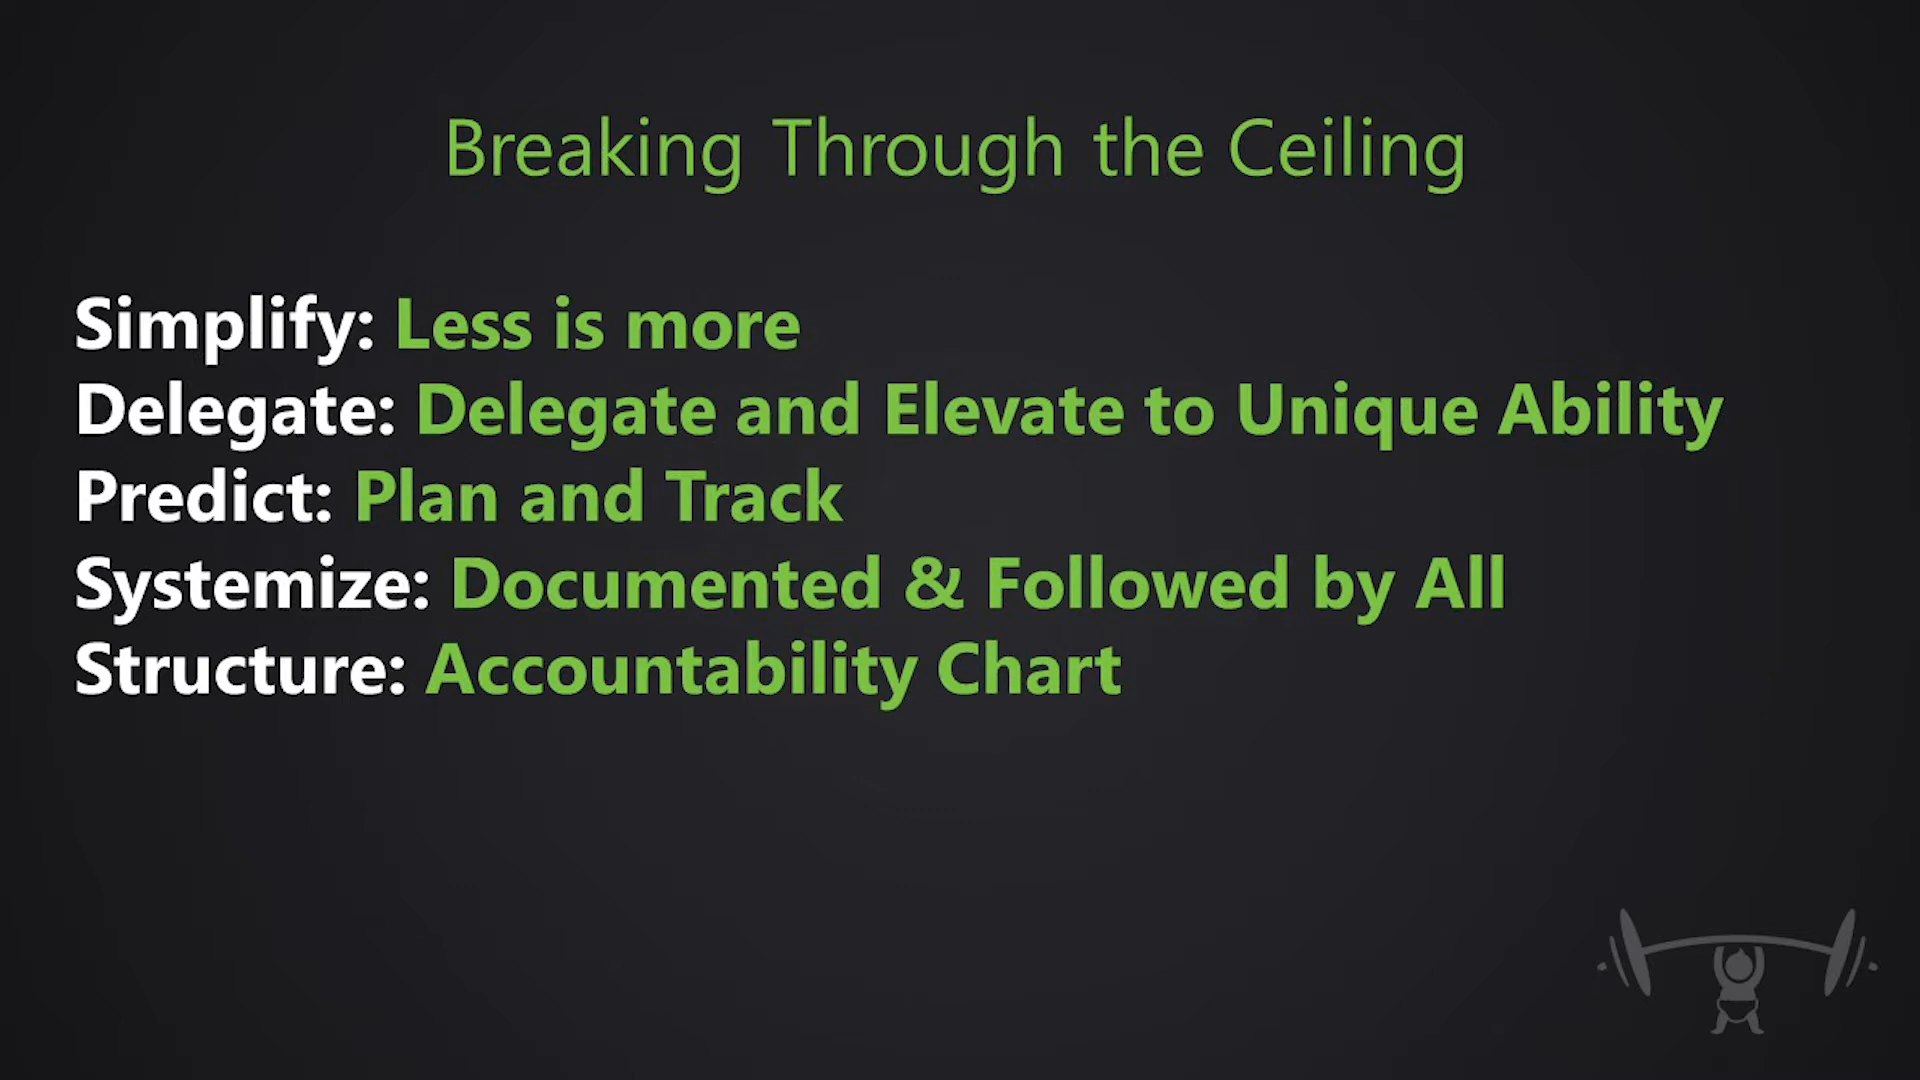 Breaking Through the Ceiling
Simplify: Less is more
Delegate: Delegate and Elevate to Unique Ability
Predict: Plan and Track
Systemize: Documented & Followed by All
Structure: Accountability Chart